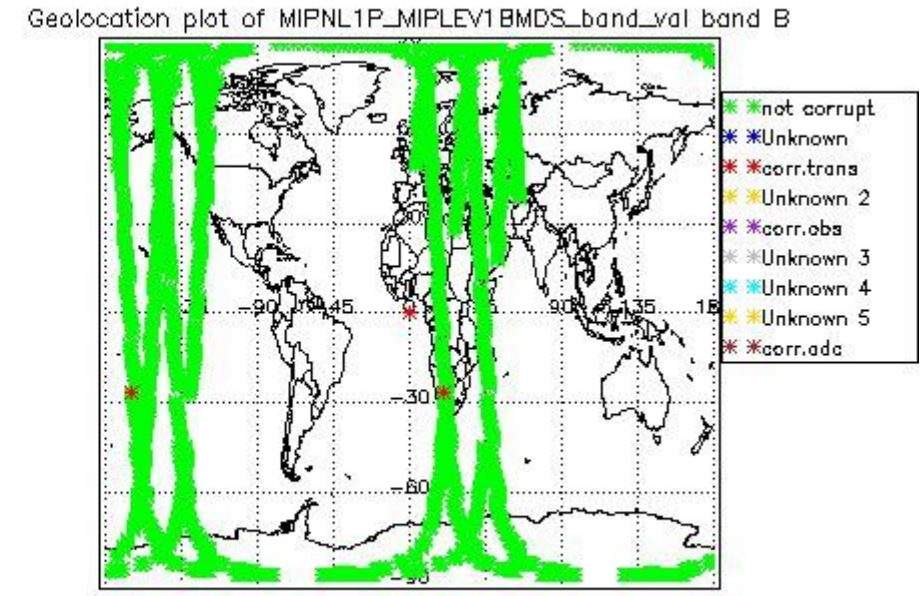 Geolocation plot of MIPNL1P_MIPLEV1BMDS_band_val band B
not corrupt
Unknown
corr.trans
Unknown 2
corr.obs
Unknown 3
Unknown 4
Unknown 5
corr.adc
-90
-45
90
135
-30
-60
-90